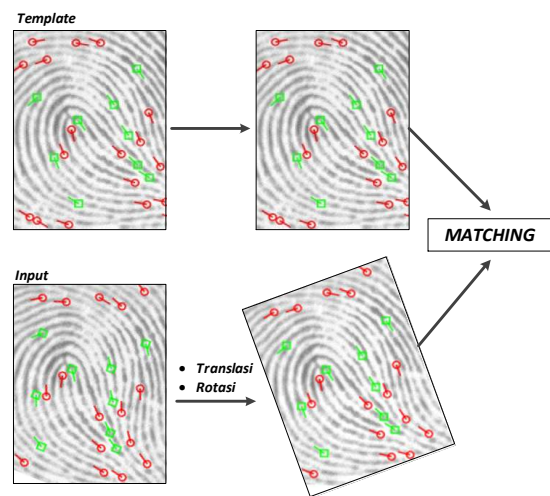 Template
MATCHING
Input
• Translasi
• Rotasi